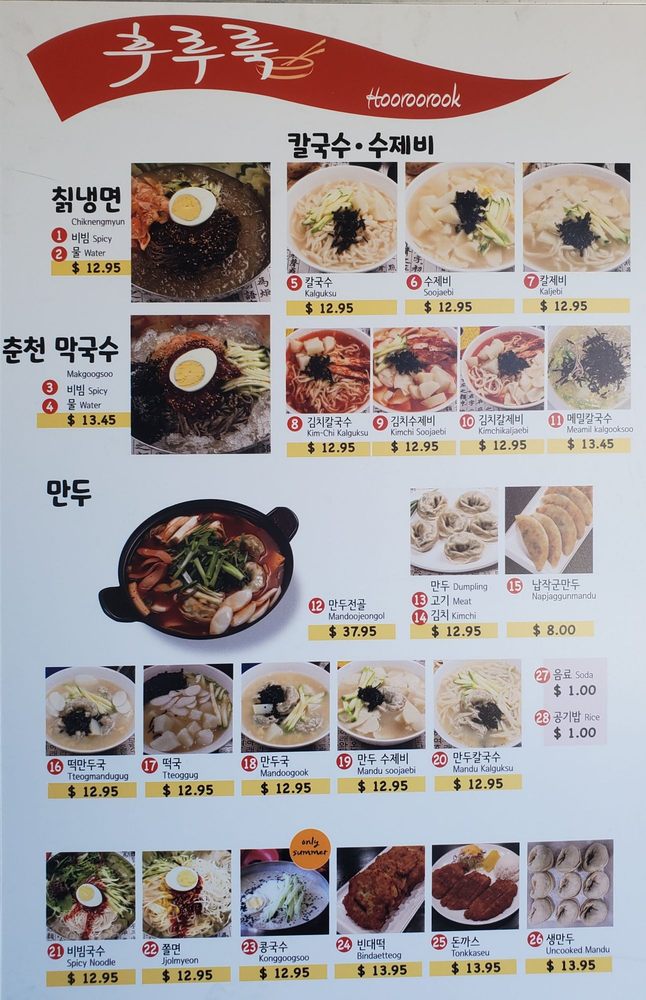 후루룩
Hooroorook
칼국수·수제비
칡냉면
Chiknengmyun
1 비빔 Spicy
2 물 Water
$ 12.95
5 칼국수
Kalguksu
$ 12.95
6 수제비
Soojaebi
$ 12.95
7 칼제비
Kaljebi
$ 12.95
춘천 막국수
Makgoogsoo
3 비빔 Spicy
4 물 Water
$ 13.45
8 김치칼국수
Kim-Chi Kalguksu
$ 12.95
9 김치수제비
Kimchi Soojaebi
$ 12.95
10 김치칼제비
Kimchikaljaebi
$ 12.95
11 메밀칼국수
Meamil kalgooksoo
$ 13.45
만두
12 만두전골
Mandoojeongol
$ 37.95
만두 Dumpling
13 고기 Meat
14 김치 Kimchi
$ 12.95
15 납작군만두
Napjaggunmandu
$ 8.00
16 떡만두국
Tteogmandugug
$ 12.95
17 떡국
Tteoggug
$ 12.95
18 만두국
Mandoogook
$ 12.95
19 만두 수제비
Mandu soojaebi
$ 12.95
20 만두칼국수
Mandu Kalguksu
$ 12.95
27 음료 Soda
$ 1.00
28 공기밥 Rice
$ 1.00
21 비빔국수
Spicy Noodle
$ 12.95
22 쫄면
Jjolmyeon
$ 12.95
only
summer
23 콩국수
Konggoogsoo
$ 12.95
24 빈대떡
Bindaetteog
$ 13.95
25 돈까스
Tonkkaseu
$ 13.95
26 생만두
Uncooked Mandu
$ 13.95